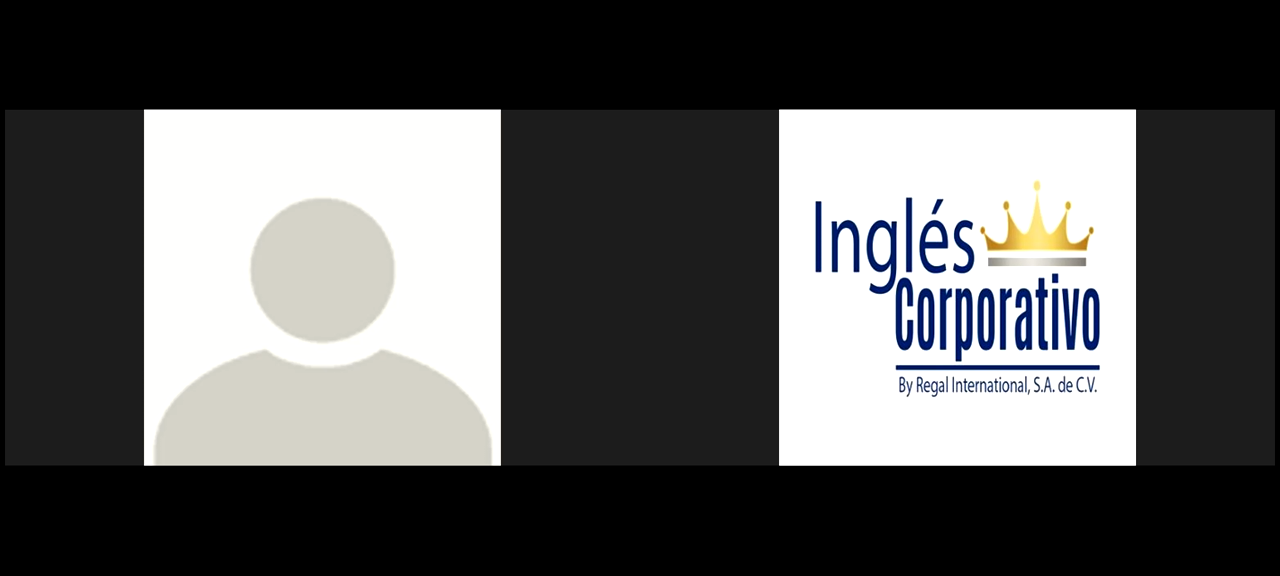 Inglés
Corporativo
By Regal International, S.A. de C.V.